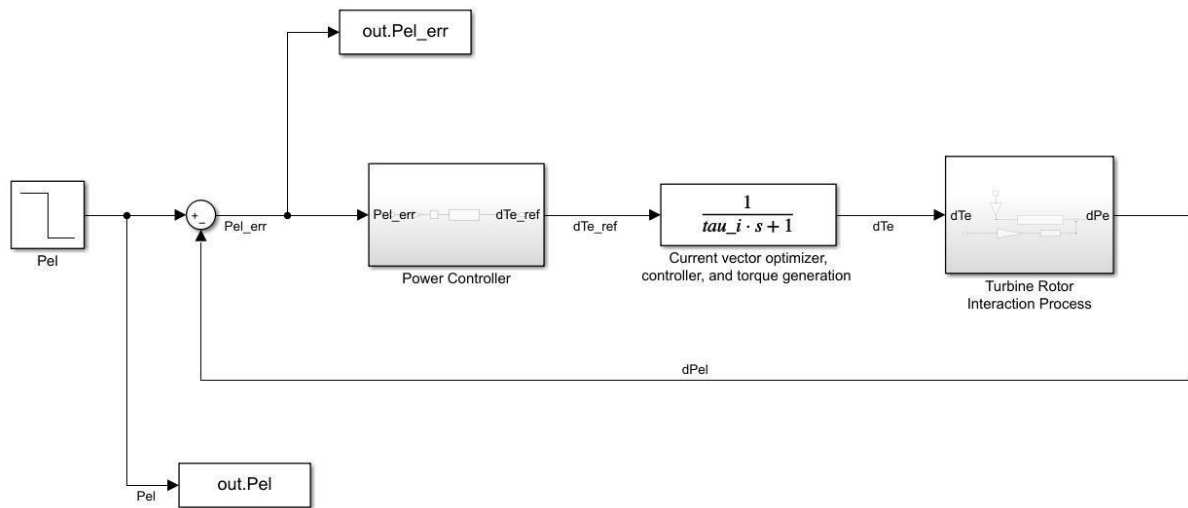 out.Pel_err
Pel
+
−
Pel_err
Pel_err
dTe_ref
Power Controller
dTe_ref
1
tau_i · s + 1
Current vector optimizer,
controller, and torque generation
dTe
dTe
dPe
Turbine Rotor
Interaction Process
dPel
Pel
out.Pel